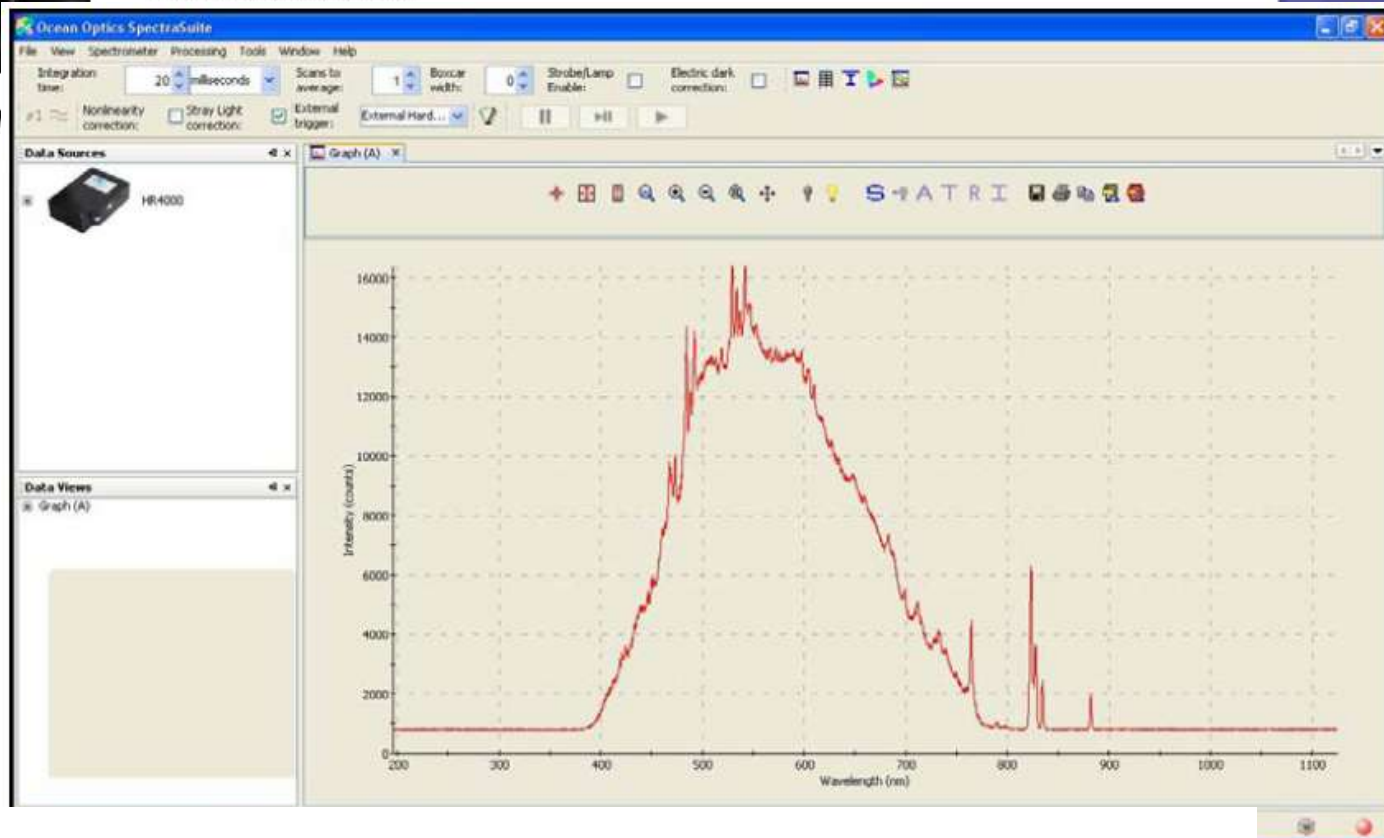 Ocean Optics SpectraSuite
File View Spectrometer Processing Tools Window Help
Integration time: 20 milliseconds Scans to average: 1 Boxcar width: 0 Strobe/Lamp Enable: Electric dark correction:
Nonlinearity correction: Stray Light correction: External trigger: External Hard...
Data Sources
Graph (A)
HR4000
S A T R I
Data Views
Graph (A)
16000
14000
12000
10000
8000
6000
4000
2000
0
Intensity (counts)
200 300 400 500 600 700 800 900 1000 1100
Wavelength (nm)